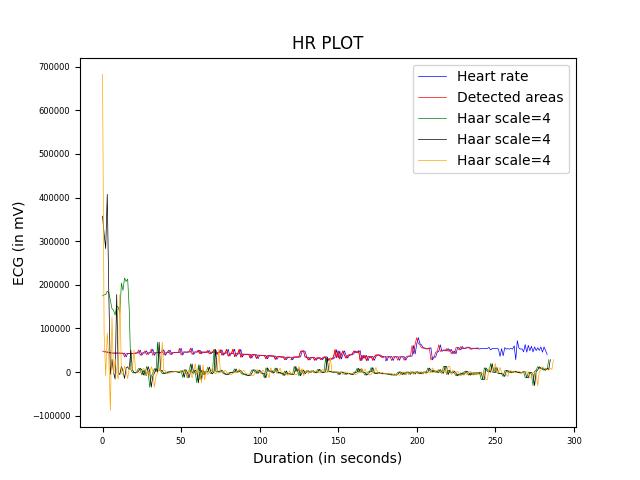 HR PLOT
700000
600000
500000
400000
300000
200000
100000
0
−100000
ECG (in mV)
Heart rate
Detected areas
Haar scale=4
Haar scale=4
Haar scale=4
0 50 100 150 200 250 300
Duration (in seconds)